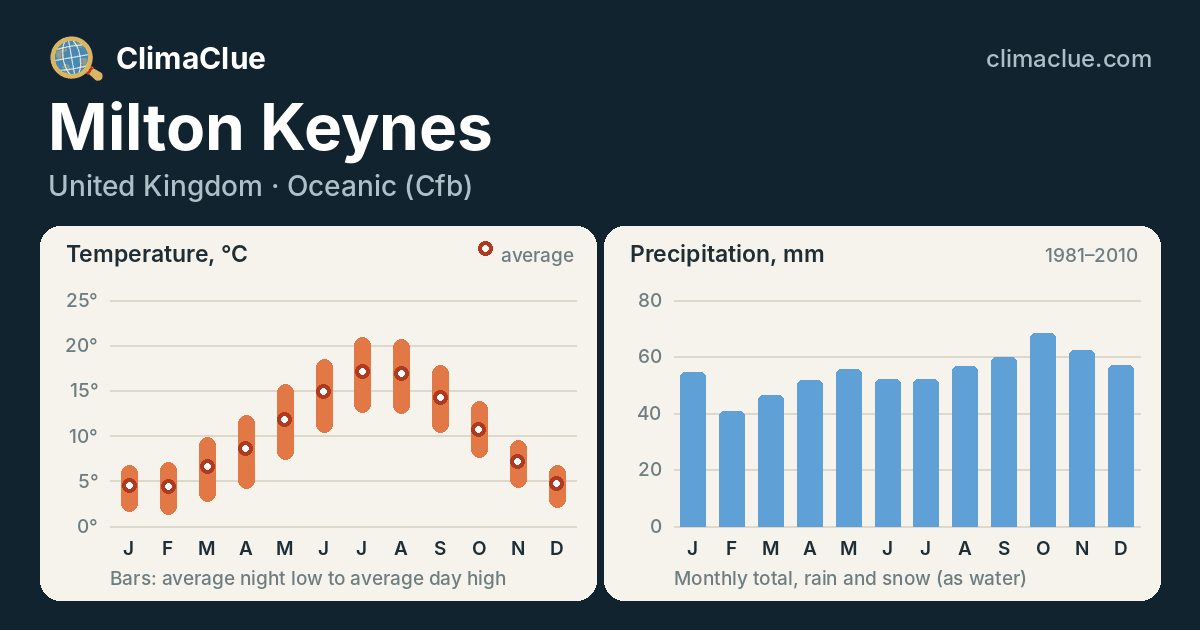 ClimaClue
climaclue.com
Milton Keynes
United Kingdom · Oceanic (Cfb)
Temperature, °C
average
25°
20°
15°
10°
5°
0°
J F M A M J J A S O N D
Bars: average night low to average day high
Precipitation, mm
1981–2010
80
60
40
20
0
J F M A M J J A S O N D
Monthly total, rain and snow (as water)